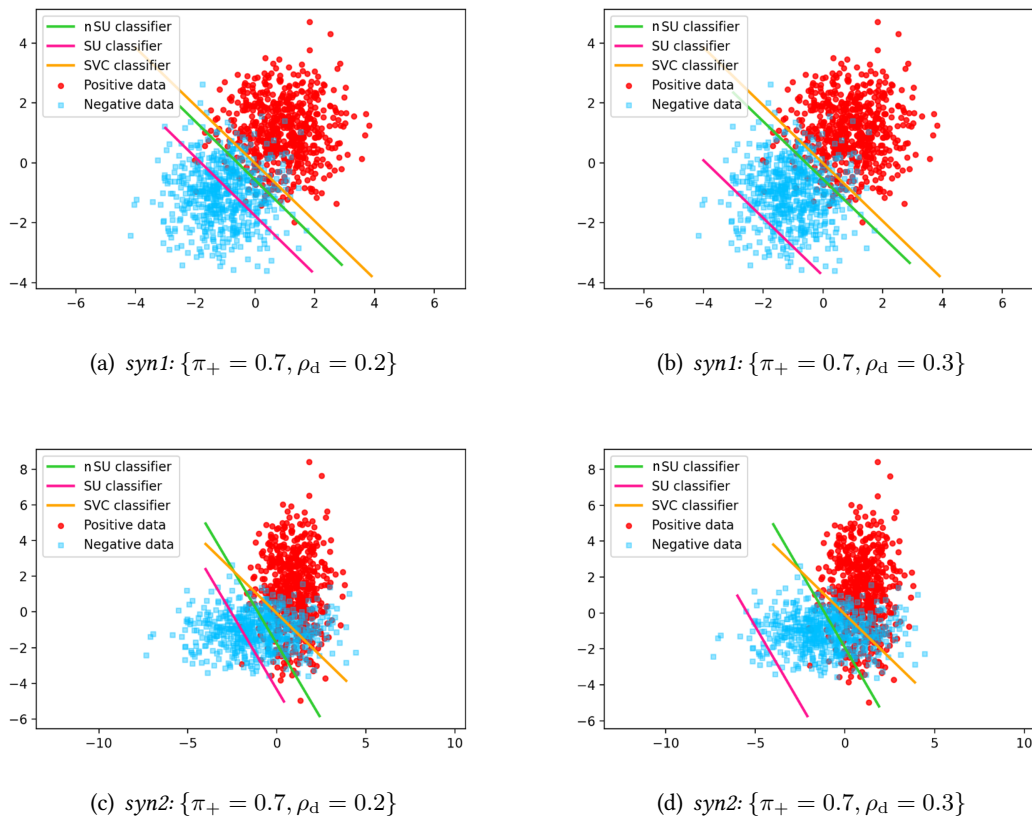 nSU classifier
SU classifier
SVC classifier
Positive data
Negative data
4
2
0
−2
−4
−6 −4 −2 0 2 4 6
(a) syn1: {π+ = 0.7, ρd = 0.2}
nSU classifier
SU classifier
SVC classifier
Positive data
Negative data
4
2
0
−2
−4
−6 −4 −2 0 2 4 6
(b) syn1: {π+ = 0.7, ρd = 0.3}
nSU classifier
SU classifier
SVC classifier
Positive data
Negative data
8
6
4
2
0
−2
−4
−6
−10 −5 0 5 10
(c) syn2: {π+ = 0.7, ρd = 0.2}
nSU classifier
SU classifier
SVC classifier
Positive data
Negative data
8
6
4
2
0
−2
−4
−6
−10 −5 0 5 10
(d) syn2: {π+ = 0.7, ρd = 0.3}